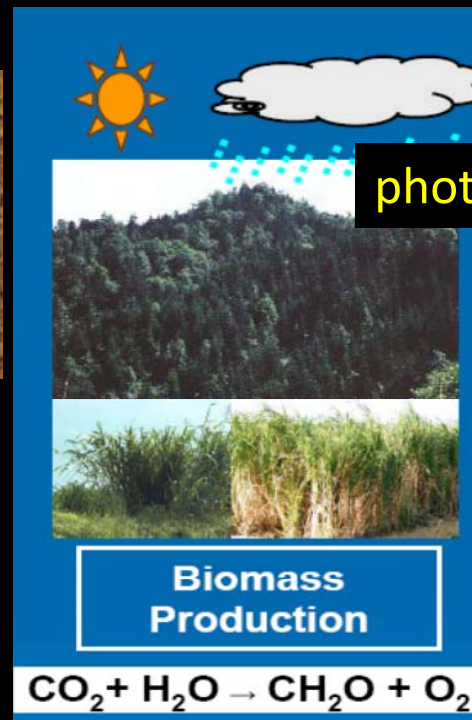 phot
Biomass
Production
CO₂+ H₂O → CH₂O + O₂